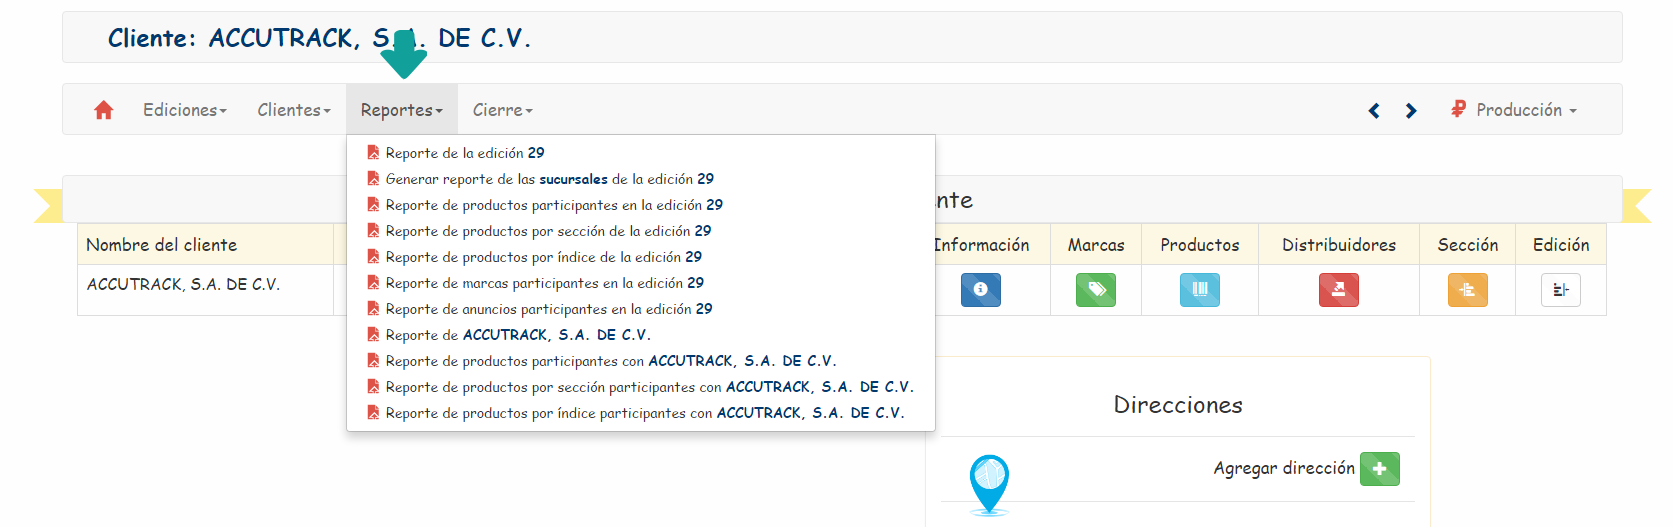 Cliente: ACCUTRACK, S.A. DE C.V.
Ediciones Clientes Reportes Cierre Producción
Reporte de la edición 29
Generar reporte de las sucursales de la edición 29
Reporte de productos participantes en la edición 29
Reporte de productos por sección de la edición 29
Reporte de productos por índice de la edición 29
Reporte de marcas participantes en la edición 29
Reporte de anuncios participantes en la edición 29
Reporte de ACCUTRACK, S.A. DE C.V.
Reporte de productos participantes con ACCUTRACK, S.A. DE C.V.
Reporte de productos por sección participantes con ACCUTRACK, S.A. DE C.V.
Reporte de productos por índice participantes con ACCUTRACK, S.A. DE C.V.
Nombre del cliente Información Marcas Productos Distribuidores Sección Edición
ACCUTRACK, S.A. DE C.V.
Direcciones
Agregar dirección